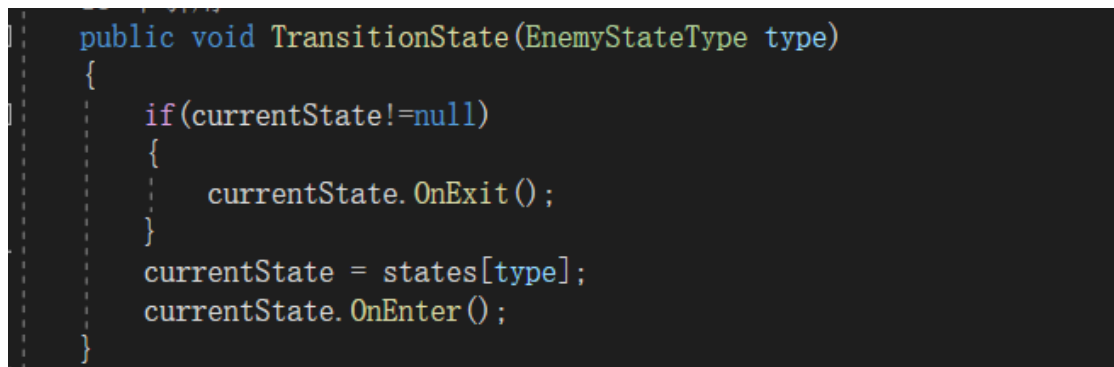 public void TransitionState(EnemyStateType type)
{
if(currentState!=null)
{
currentState.OnExit();
}
currentState = states[type];
currentState.OnEnter();
}